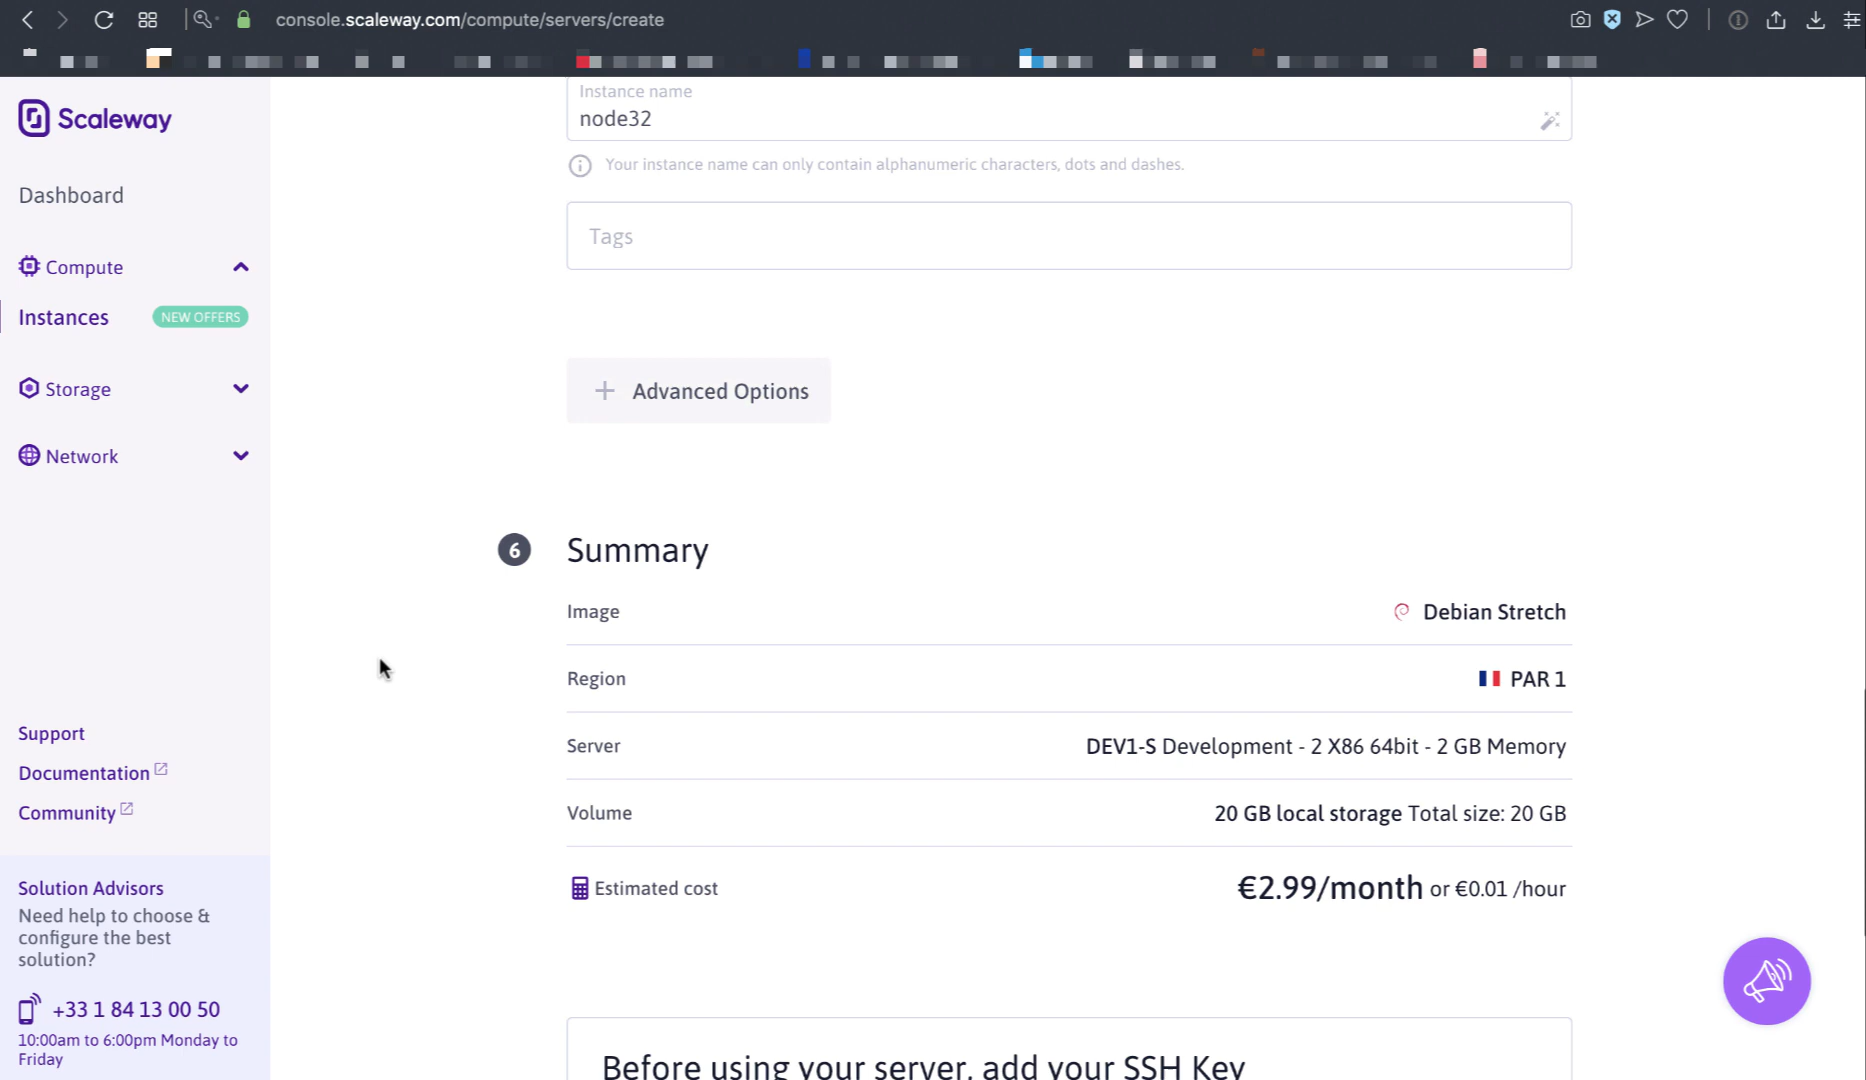 console.scaleway.com/compute/servers/create
Scaleway
Dashboard
Compute
Instances NEW OFFERS
Storage
Network
Support
Documentation
Community
Solution Advisors
Need help to choose &
configure the best
solution?
+33 1 84 13 00 50
10:00am to 6:00pm Monday to
Friday
Instance name
node32
Your instance name can only contain alphanumeric characters, dots and dashes.
Tags
Advanced Options
6 Summary
Image Debian Stretch
Region PAR 1
Server DEV1-S Development - 2 X86 64bit - 2 GB Memory
Volume 20 GB local storage Total size: 20 GB
Estimated cost €2.99/month or €0.01 /hour
Before using your server, add your SSH Key